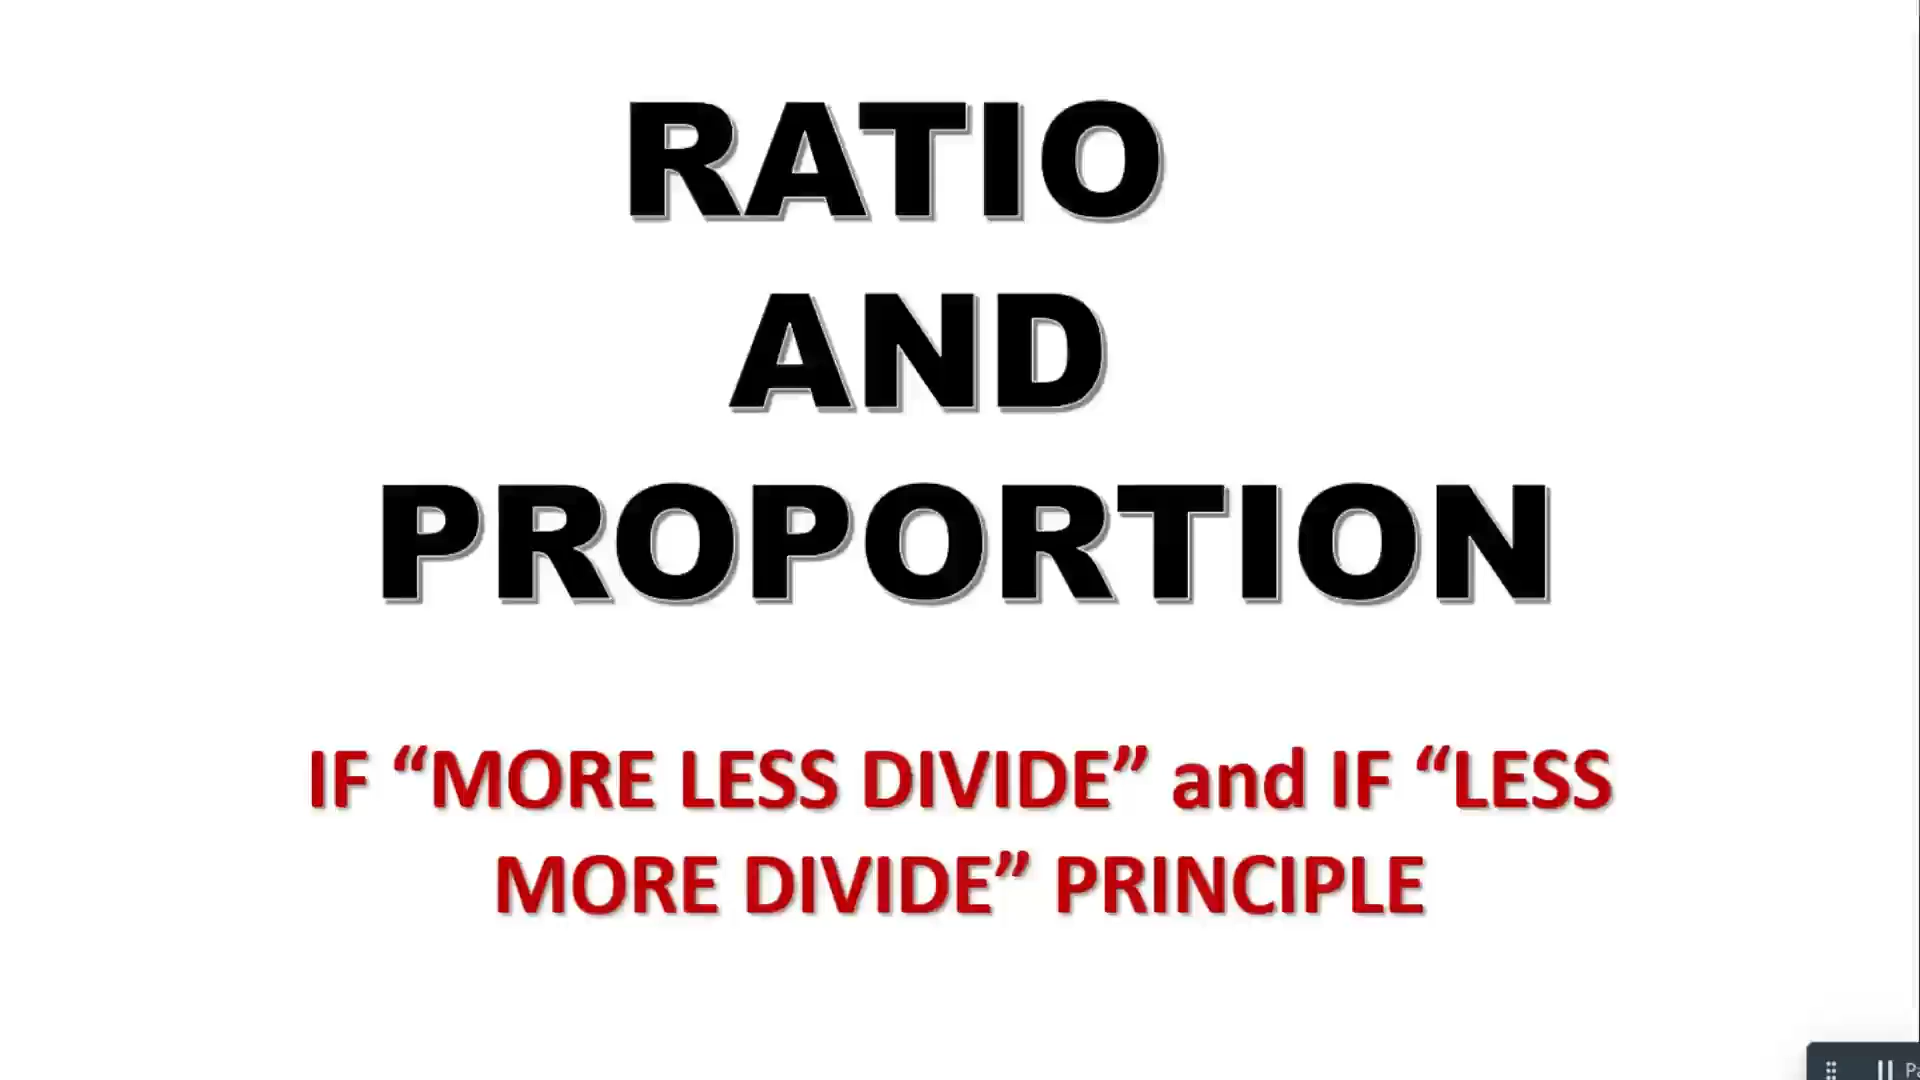 RATIO
AND
PROPORTION
IF “MORE LESS DIVIDE” and IF “LESS
MORE DIVIDE” PRINCIPLE